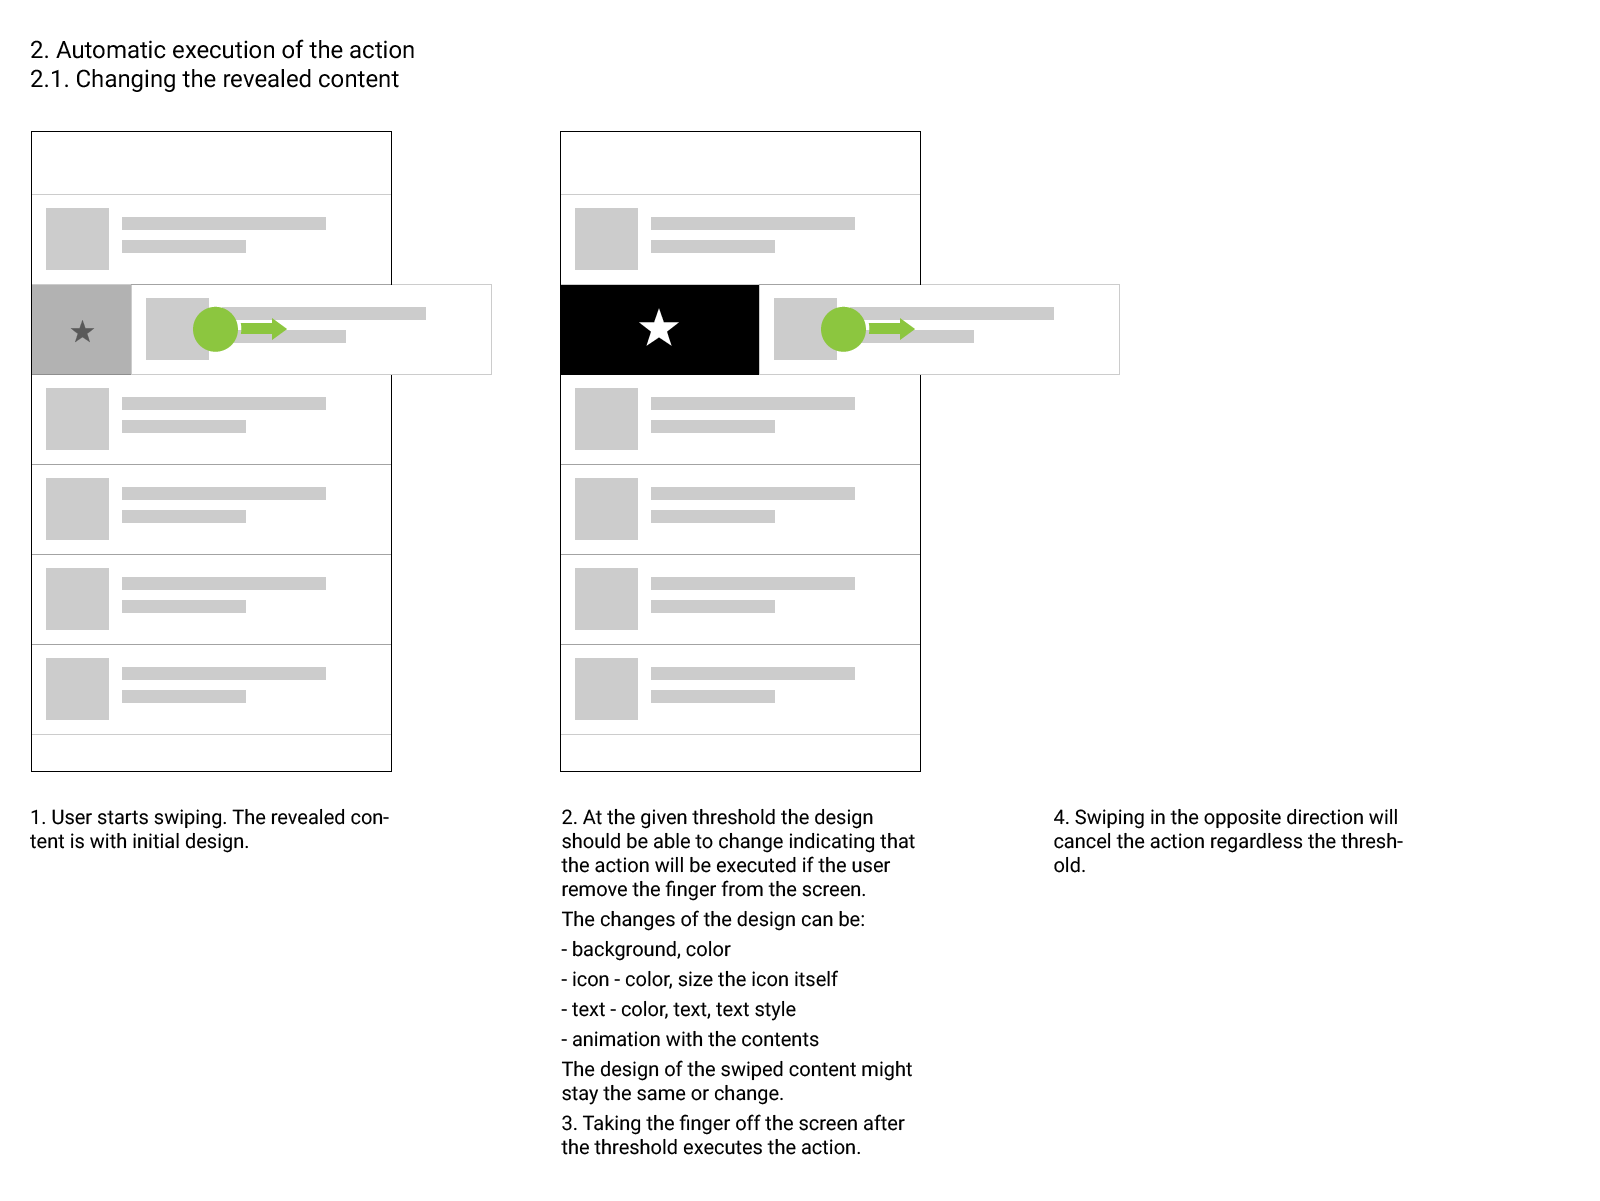 2. Automatic execution of the action
2.1. Changing the revealed content
1. User starts swiping. The revealed con-
tent is with initial design.
2. At the given threshold the design
should be able to change indicating that
the action will be executed if the user
remove the finger from the screen.
The changes of the design can be:
- background, color
- icon - color, size the icon itself
- text - color, text, text style
- animation with the contents
The design of the swiped content might
stay the same or change.
3. Taking the finger off the screen after
the threshold executes the action.
4. Swiping in the opposite direction will
cancel the action regardless the thresh-
old.